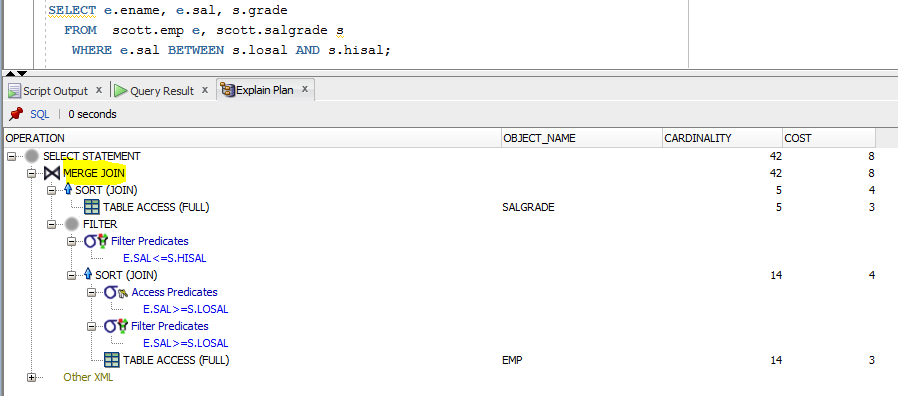 SELECT e.ename, e.sal, s.grade
FROM scott.emp e, scott.salgrade s
WHERE e.sal BETWEEN s.losal AND s.hisal;
Script Output x Query Result x Explain Plan x
SQL | 0 seconds
OPERATION OBJECT_NAME CARDINALITY COST
SELECT STATEMENT 42 8
MERGE JOIN 42 8
SORT (JOIN) 5 4
TABLE ACCESS (FULL) SALGRADE 5 3
FILTER
Filter Predicates
E.SAL<=S.HISAL
SORT (JOIN) 14 4
Access Predicates
E.SAL>=S.LOSAL
Filter Predicates
E.SAL>=S.LOSAL
TABLE ACCESS (FULL) EMP 14 3
Other XML